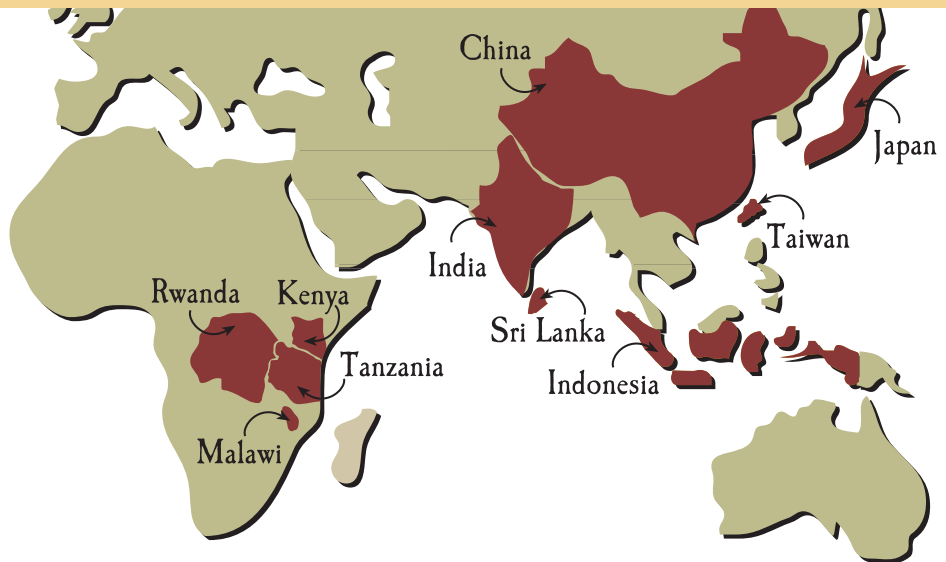 China
Japan
Taiwan
India
Rwanda
Kenya
Sri Lanka
Tanzania
Indonesia
Malawi